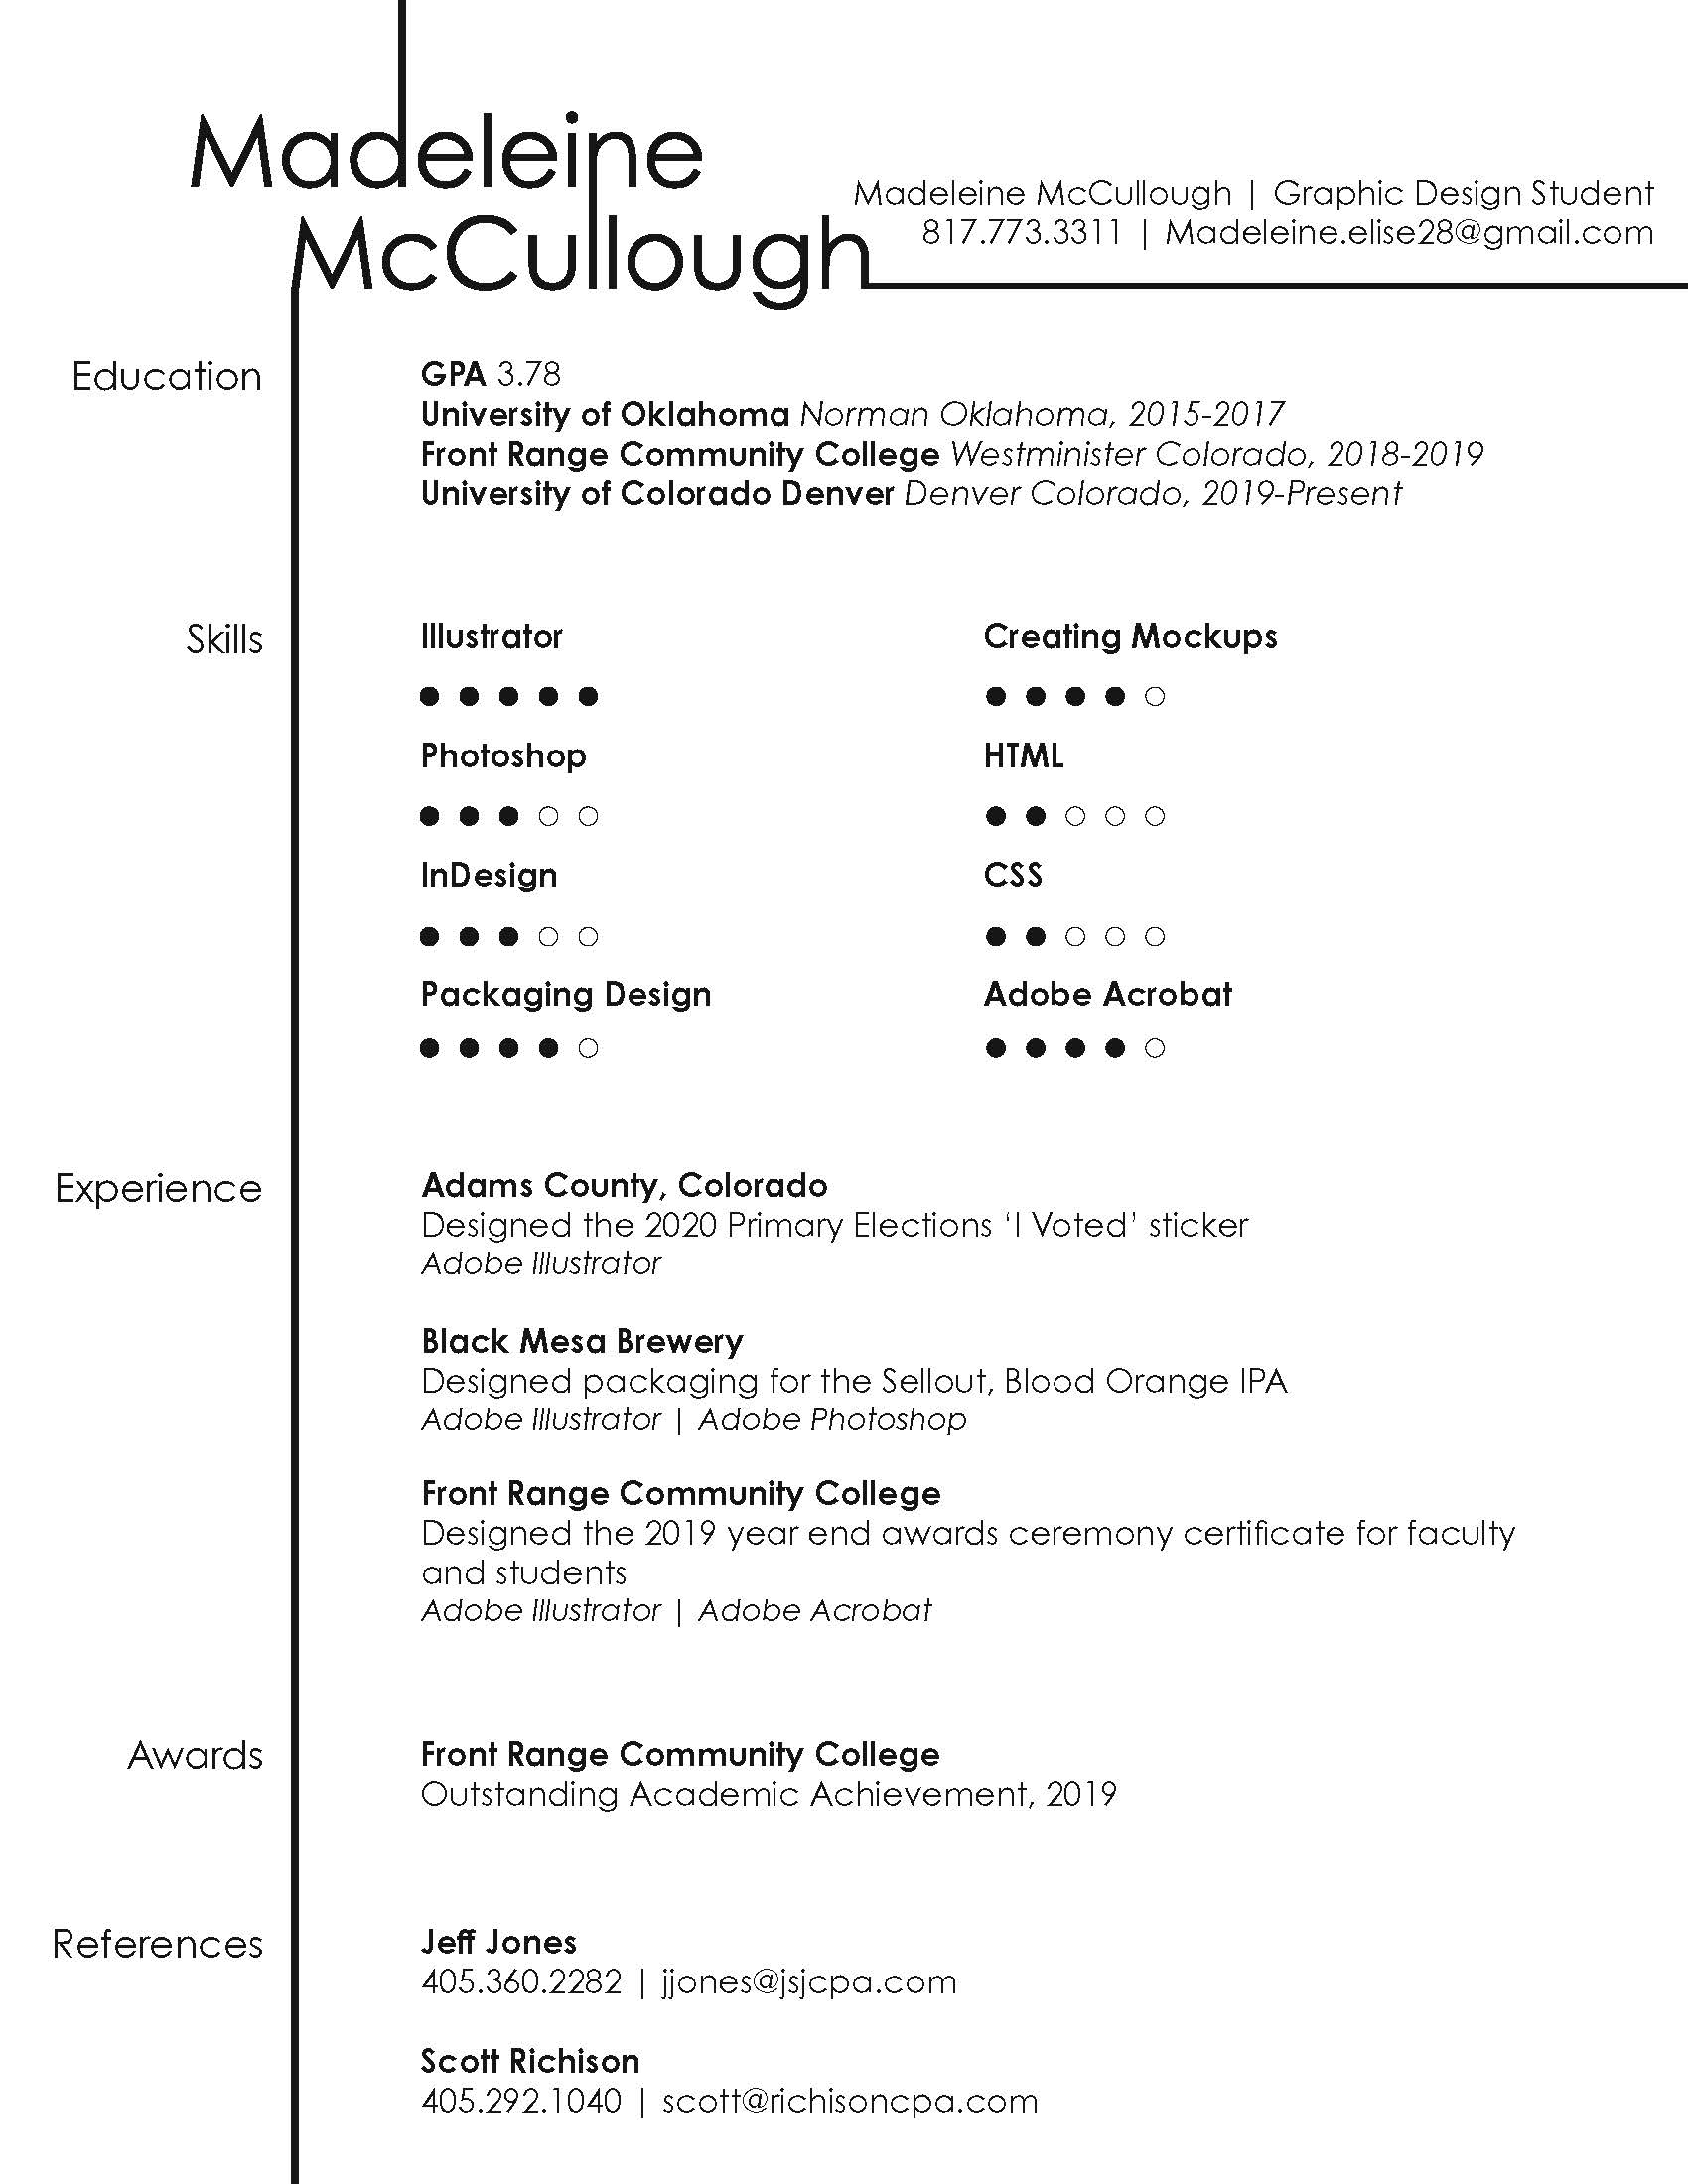 Madeleine
McCullough
Madeleine McCullough | Graphic Design Student
817.773.3311 | Madeleine.elise28@gmail.com
Education
GPA 3.78
University of Oklahoma Norman Oklahoma, 2015-2017
Front Range Community College Westminister Colorado, 2018-2019
University of Colorado Denver Denver Colorado, 2019-Present
Skills
Illustrator
Creating Mockups
Photoshop
HTML
InDesign
CSS
Packaging Design
Adobe Acrobat
Experience
Adams County, Colorado
Designed the 2020 Primary Elections ‘I Voted’ sticker
Adobe Illustrator
Black Mesa Brewery
Designed packaging for the Sellout, Blood Orange IPA
Adobe Illustrator | Adobe Photoshop
Front Range Community College
Designed the 2019 year end awards ceremony certificate for faculty
and students
Adobe Illustrator | Adobe Acrobat
Awards
Front Range Community College
Outstanding Academic Achievement, 2019
References
Jeff Jones
405.360.2282 | jjones@jsjcpa.com
Scott Richison
405.292.1040 | scott@richisoncpa.com